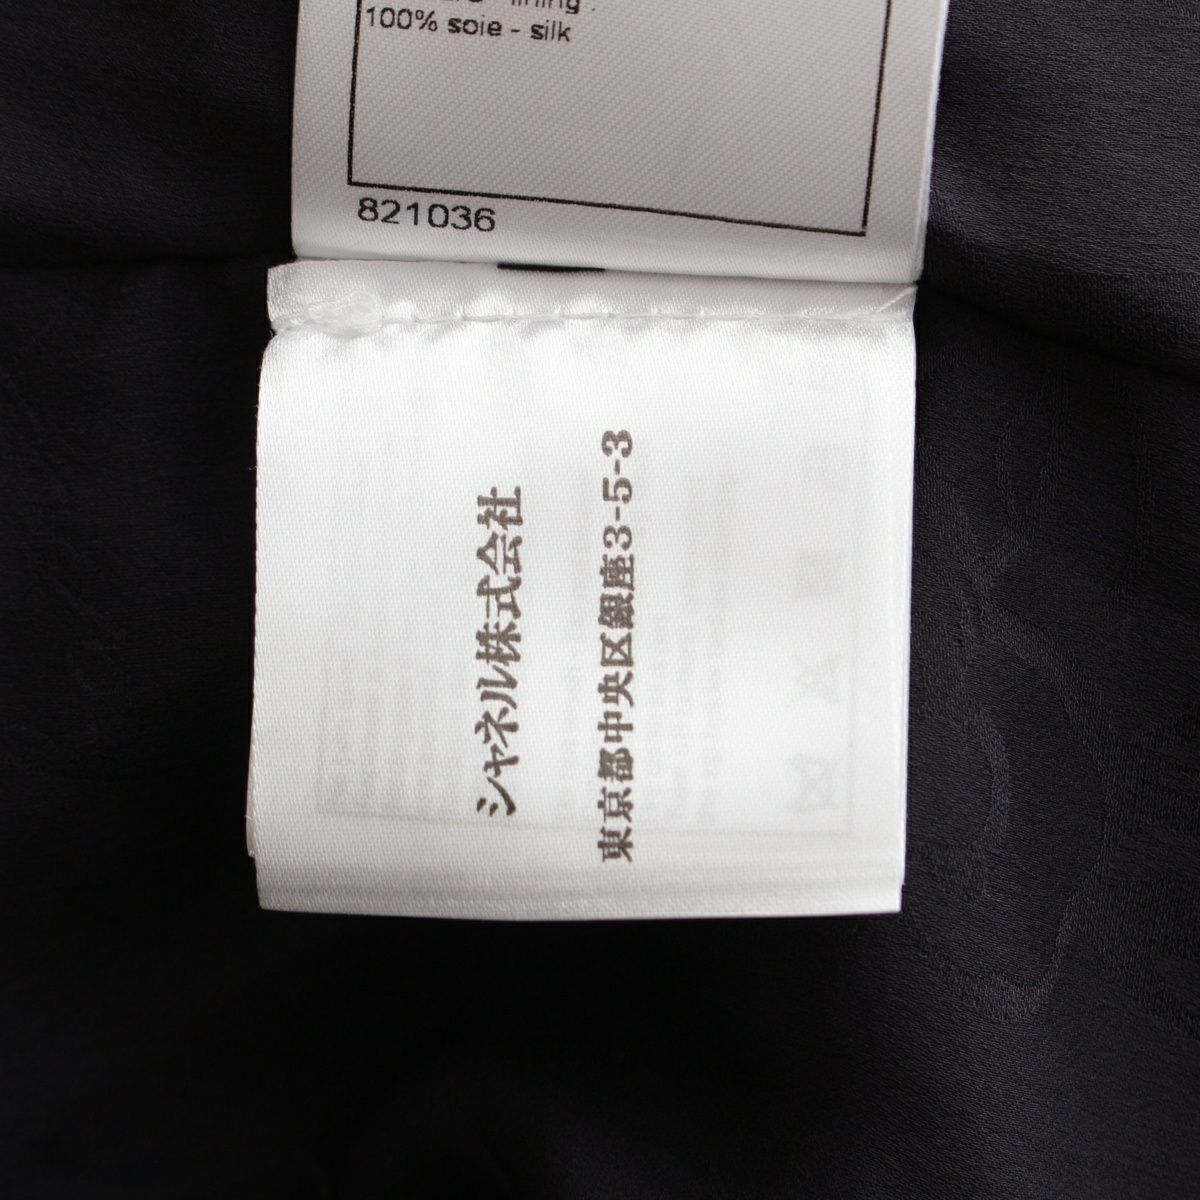 lining :
100% soie - silk
821036
シャネル株式会社
東京都中央区銀座3-5-3